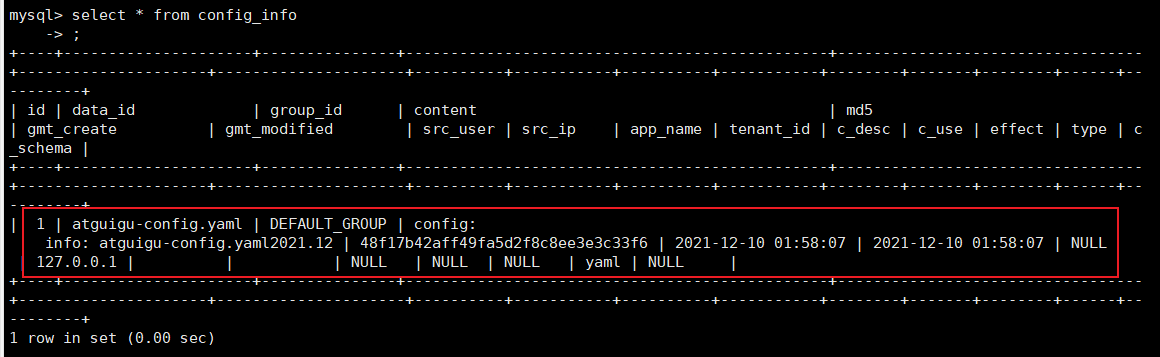 mysql> select * from config_info
    -> ;
+----+-------------------+---------------+------------------------------------------+-------------------------------
+-------------------+-------------------+----------+-----------+----------+-----------+--------+-------+--------+------+--
--------+
| id | data_id            | group_id      | content                                  | md5
| gmt_create         | gmt_modified       | src_user | src_ip    | app_name | tenant_id | c_desc | c_use | effect | type | c
_schema |
+----+-------------------+---------------+------------------------------------------+-------------------------------
+-------------------+-------------------+----------+-----------+----------+-----------+--------+-------+--------+------+--
--------+
|  1 | atguigu-config.yaml | DEFAULT_GROUP | config:
    info: atguigu-config.yaml2021.12 | 48f17b42aff49fa5d2f8c8ee3e3c33f6 | 2021-12-10 01:58:07 | 2021-12-10 01:58:07 | NULL
| 127.0.0.1 |          |           | NULL   | NULL  | NULL   | yaml | NULL     |
+----+-------------------+---------------+------------------------------------------+-------------------------------
+-------------------+-------------------+----------+-----------+----------+-----------+--------+-------+--------+------+--
--------+
1 row in set (0.00 sec)